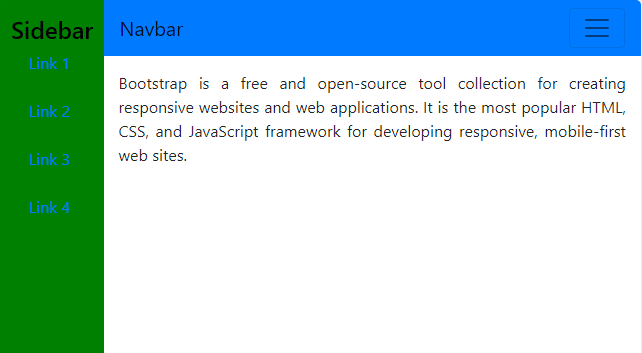 Sidebar
Link 1
Link 2
Link 3
Link 4
Navbar
Bootstrap is a free and open-source tool collection for creating
responsive websites and web applications. It is the most popular HTML,
CSS, and JavaScript framework for developing responsive, mobile-first
web sites.